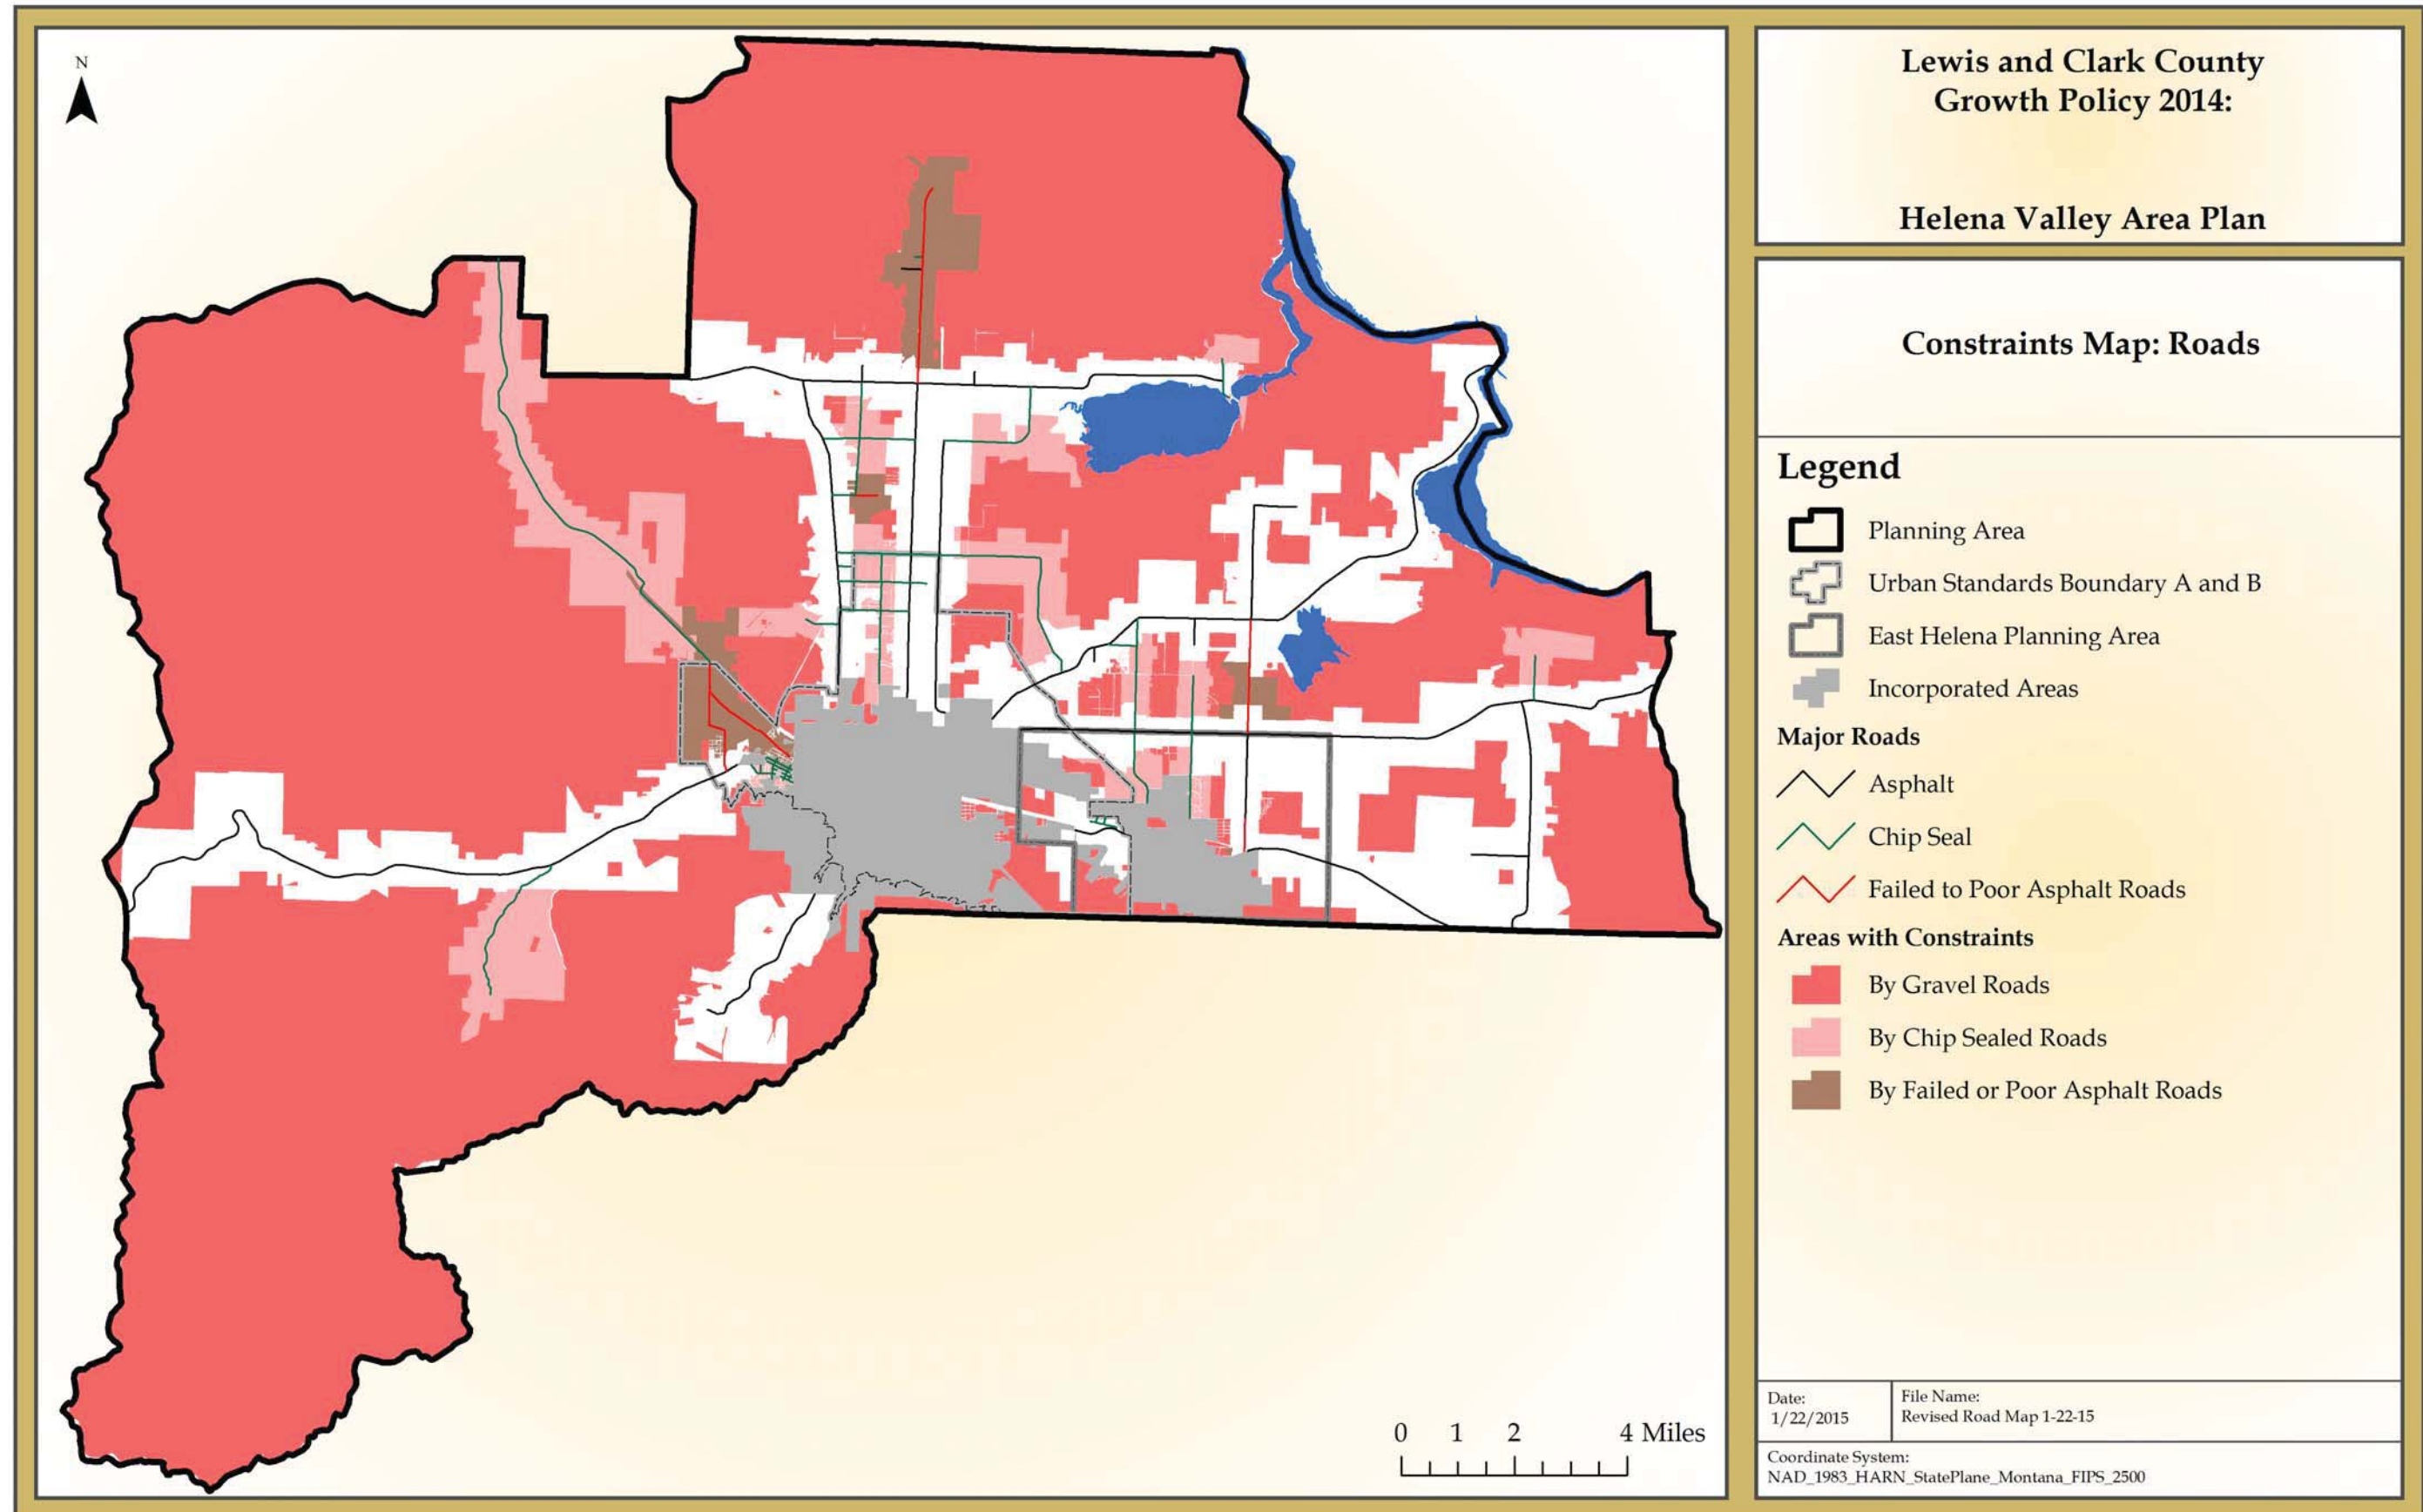 N
Lewis and Clark County
Growth Policy 2014:
Helena Valley Area Plan
Constraints Map: Roads
Legend
Planning Area
Urban Standards Boundary A and B
East Helena Planning Area
Incorporated Areas
Major Roads
Asphalt
Chip Seal
Failed to Poor Asphalt Roads
Areas with Constraints
By Gravel Roads
By Chip Sealed Roads
By Failed or Poor Asphalt Roads
0 1 2 4 Miles
Date:
1/22/2015
File Name:
Revised Road Map 1-22-15
Coordinate System:
NAD_1983_HARN_StatePlane_Montana_FIPS_2500